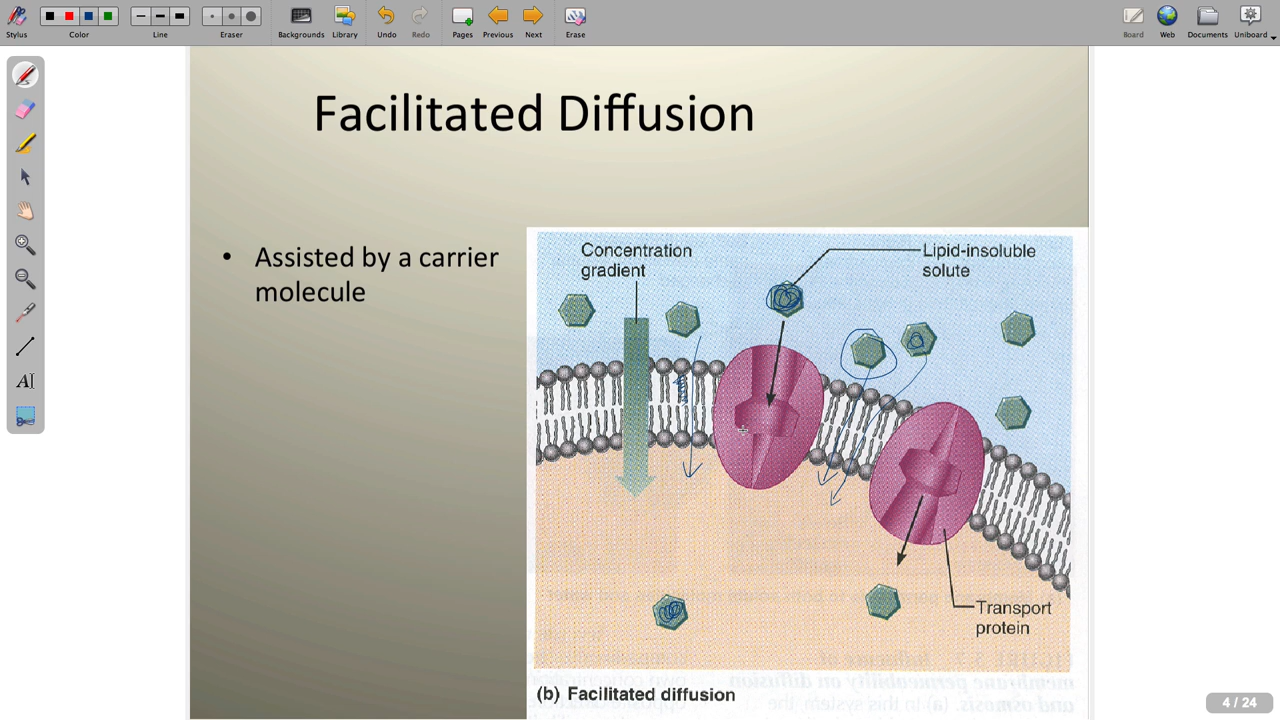 Stylus
Color
Line
Eraser
Backgrounds
Library
Undo
Redo
Pages
Previous
Next
Erase
Board
Web
Documents
Uniboard
Facilitated Diffusion
• Assisted by a carrier
molecule
Concentration
gradient
Lipid-insoluble
solute
Transport
protein
(b) Facilitated diffusion
A
4 / 24